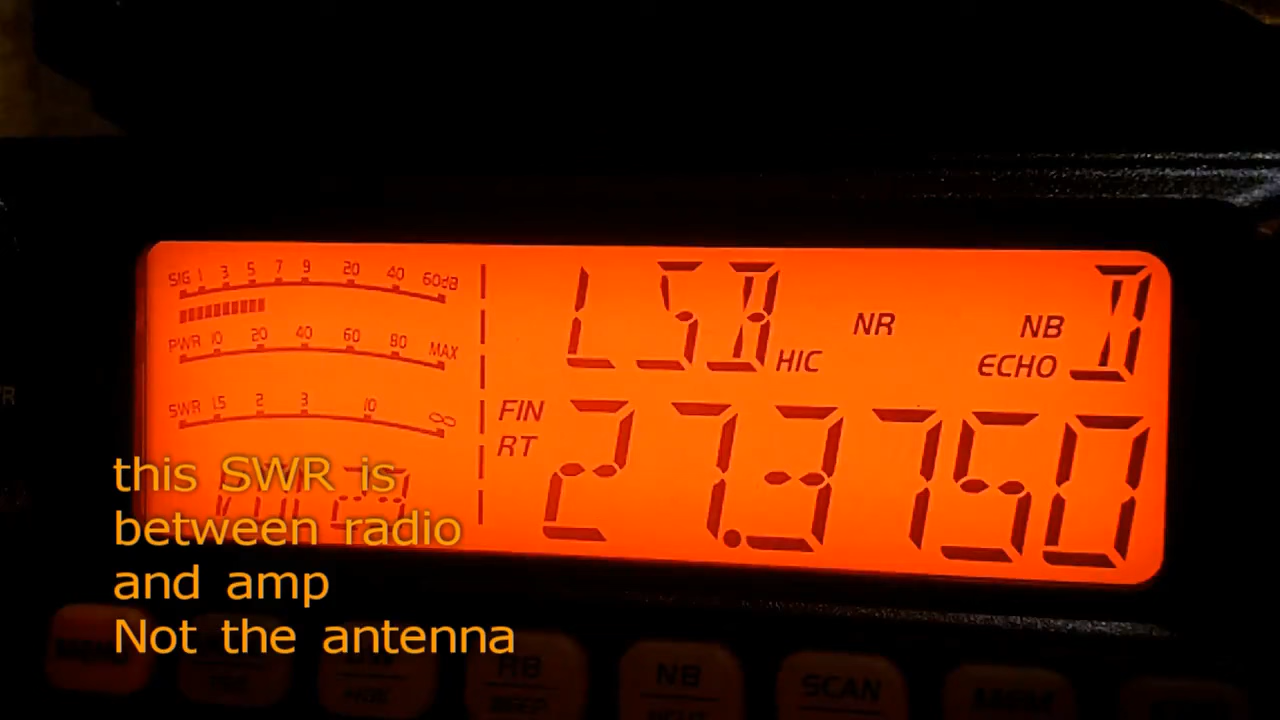 SIG 1 3 5 7 9 20 40 60dB
PWR 10 20 40 60 80 MAX
SWR 1.5 2 3 10 ∞
LSB
HIC
NR
NB
ECHO
D
FIN
RT
27.3750
this SWR is
between radio
and amp
Not the antenna
RB
NB
SCAN